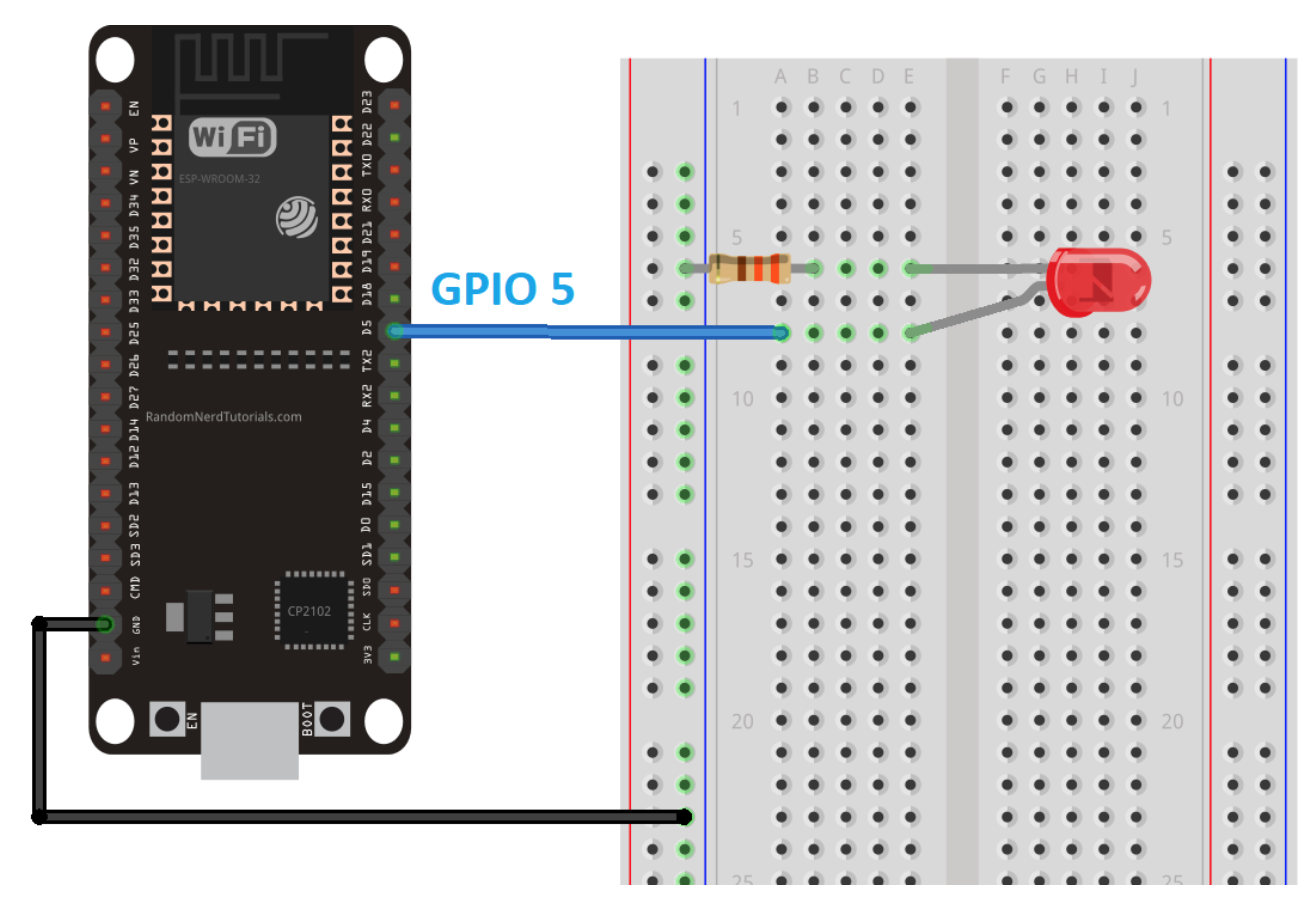 EN
VP
VN
D34
D35
D32
D33
D25
D26
D27
D14
D12
D13
SD2
SD3
CMD
GND
Vin
WiFi
ESP-WROOM-32
RandomNerdTutorials.com
CP2102
EN
BOOT
D23
D22
TX0
RX0
D21
D19
D18
D5
TX2
RX2
D4
D2
D15
D0
SD1
SD0
CLK
3V3
GPIO 5
A B C D E F G H I J
1 1
5 5
10 10
15 15
20 20
25 25